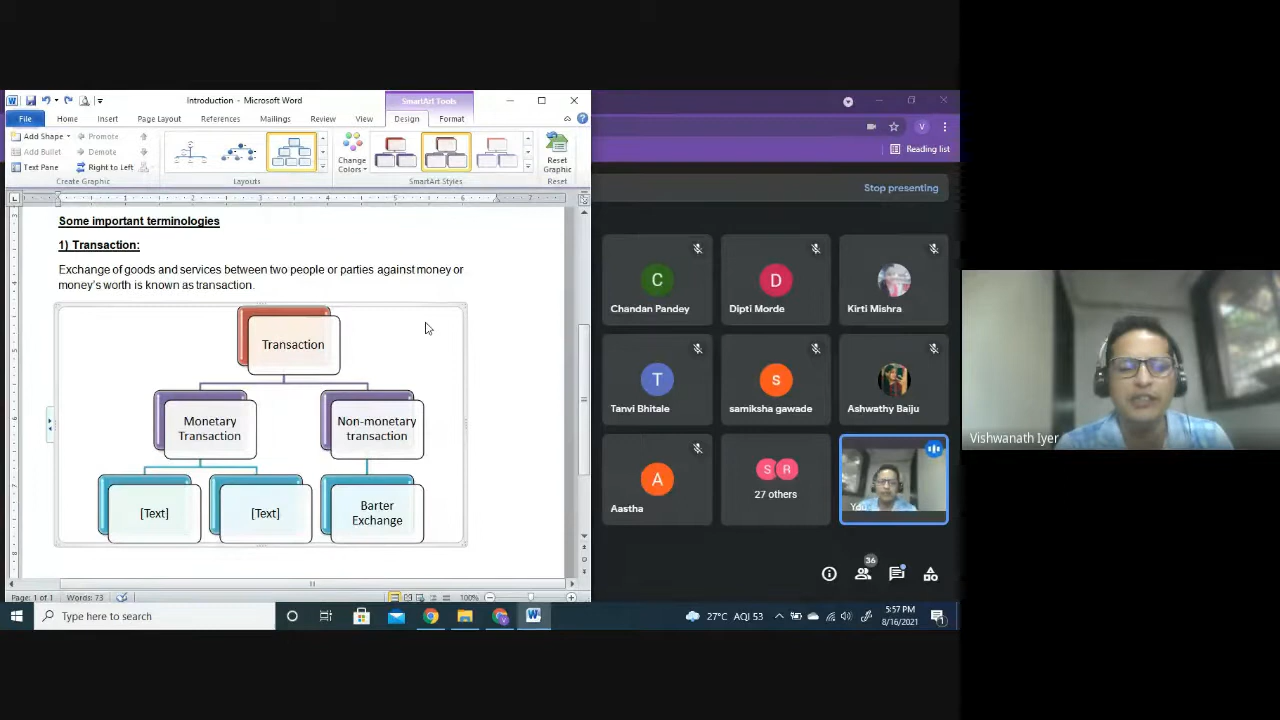 Introduction - Microsoft Word
SmartArt Tools
File Home Insert Page Layout References Mailings Review View Design Format
Add Shape Promote
Add Bullet Demote
Text Pane Right to Left
Create Graphic
Layouts
Change
Colors
SmartArt Styles
Reset
Graphic
Reset
Some important terminologies
1) Transaction:
Exchange of goods and services between two people or parties against money or
money's worth is known as transaction.
Transaction
Monetary
Transaction
Non-monetary
transaction
[Text]
[Text]
Barter
Exchange
Page: 1 of 1 Words: 73 100%
V
Reading list
Stop presenting
C
Chandan Pandey
D
Dipti Morde
Kirti Mishra
T
Tanvi Bhitale
s
samiksha gawade
Ashwathy Baiju
A
Aastha
S R
27 others
You
36
Vishwanath Iyer
Type here to search
27°C AQI 53
5:57 PM
8/16/2021
1